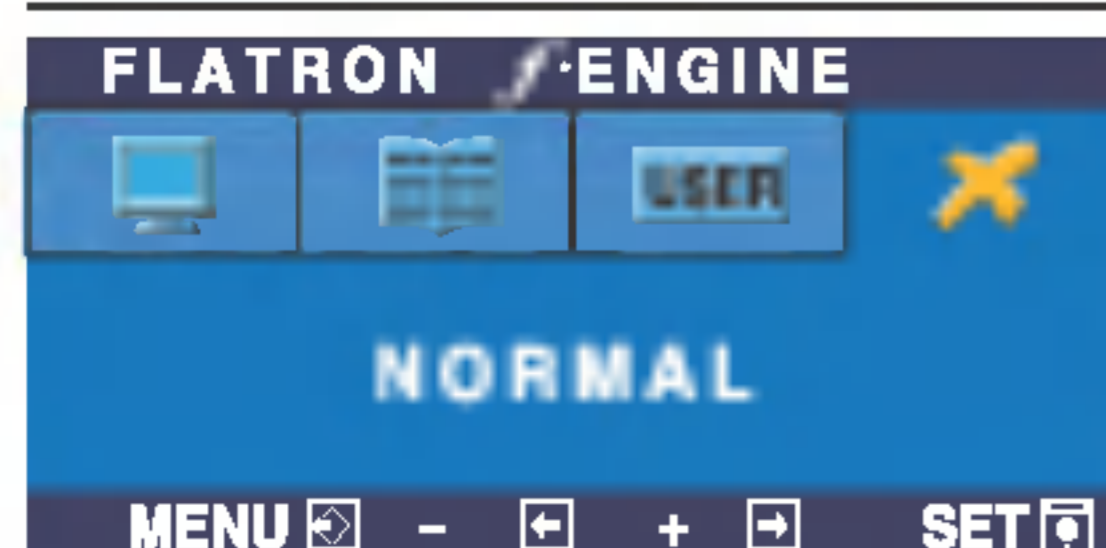 FLATRON f·ENGINE
USER
NORMAL
MENU - + SET